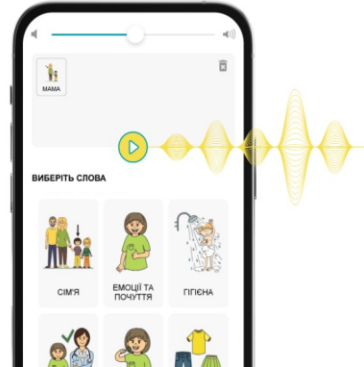 МАМА
ВИБЕРІТЬ СЛОВА
СІМ'Я
ЕМОЦІЇ ТА
ПОЧУТТЯ
ГІГІЄНА